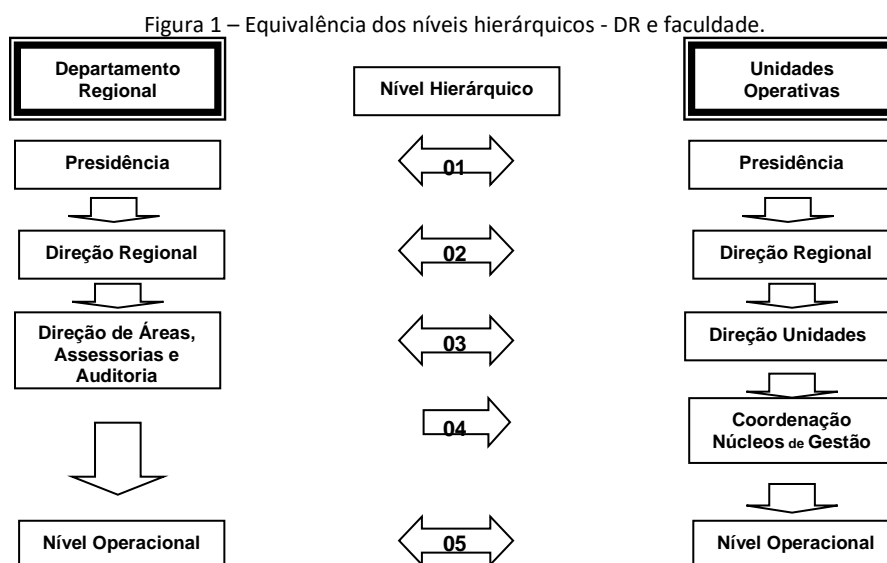 Figura 1 – Equivalência dos níveis hierárquicos - DR e faculdade.
Departamento
Regional
Nível Hierárquico
Unidades
Operativas
Presidência
01
Presidência
Direção Regional
02
Direção Regional
Direção de Áreas,
Assessorias e
Auditoria
03
Direção Unidades
04
Coordenação
Núcleos de Gestão
Nível Operacional
05
Nível Operacional